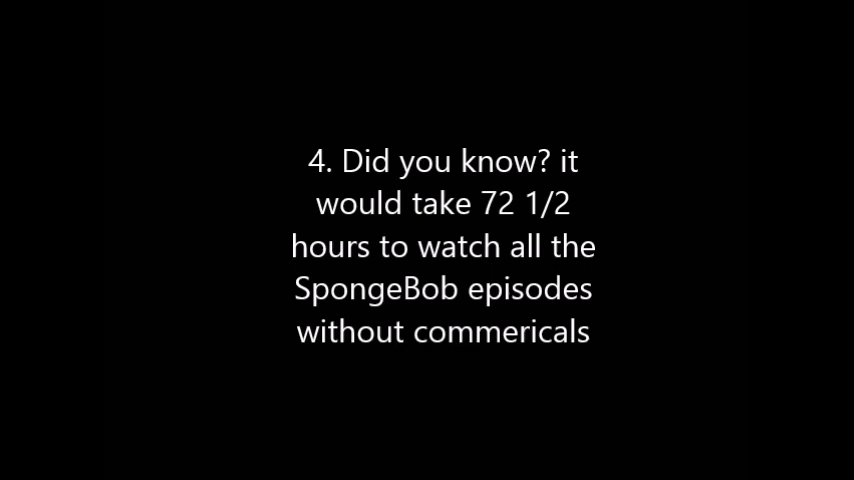 4. Did you know? it
would take 72 1/2
hours to watch all the
SpongeBob episodes
without commericals